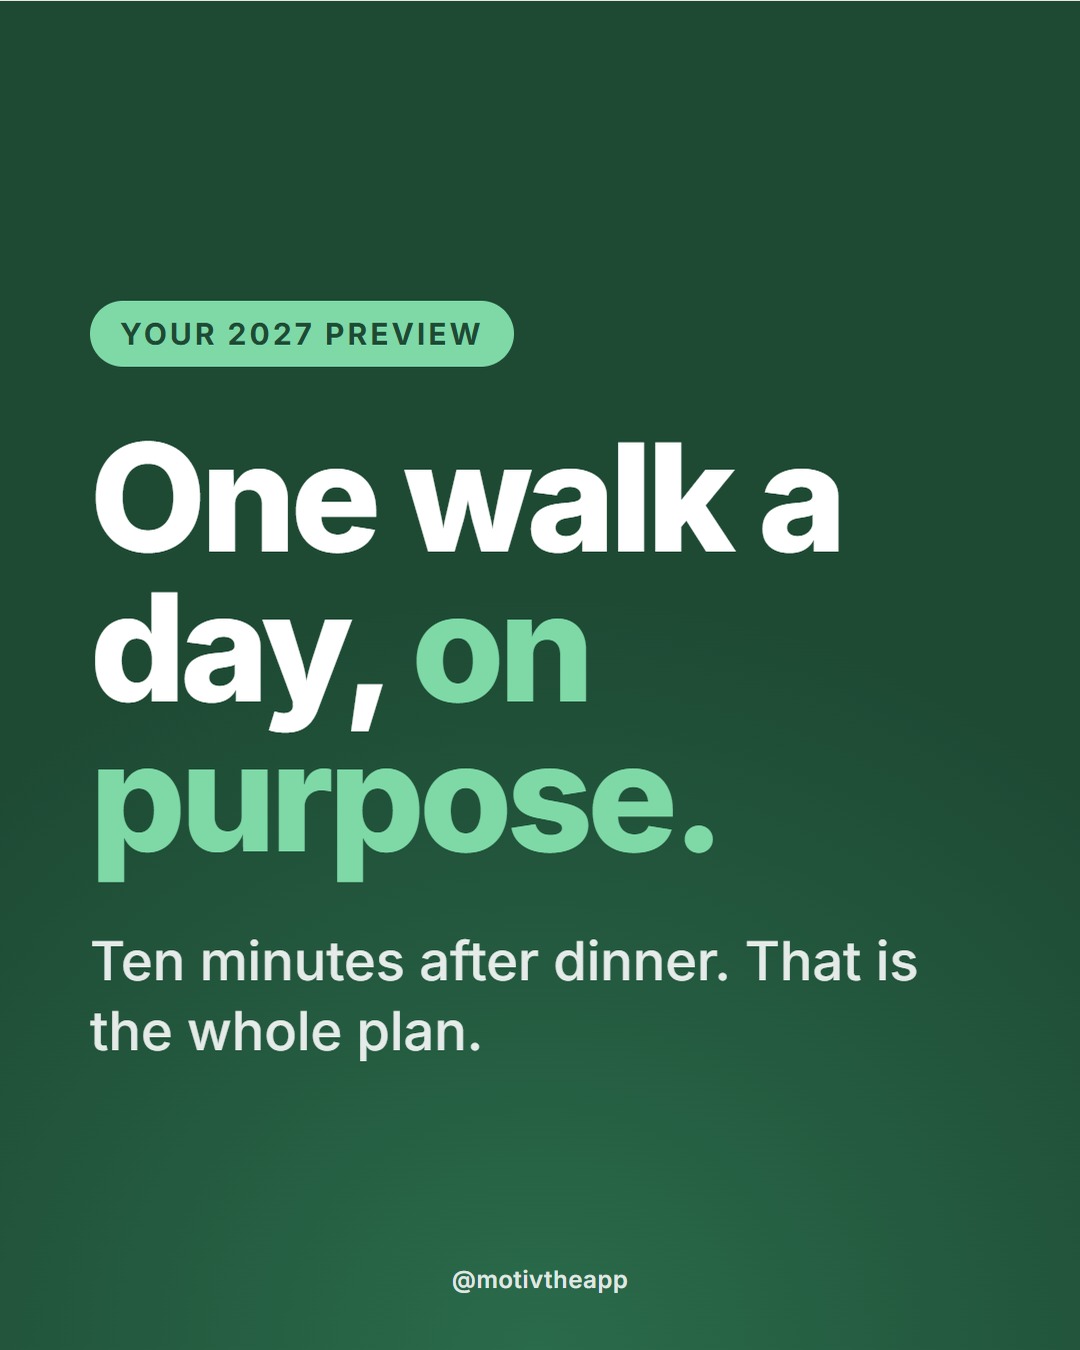 YOUR 2027 PREVIEW
One walk a
day, on
purpose.
Ten minutes after dinner. That is
the whole plan.
@motivtheapp